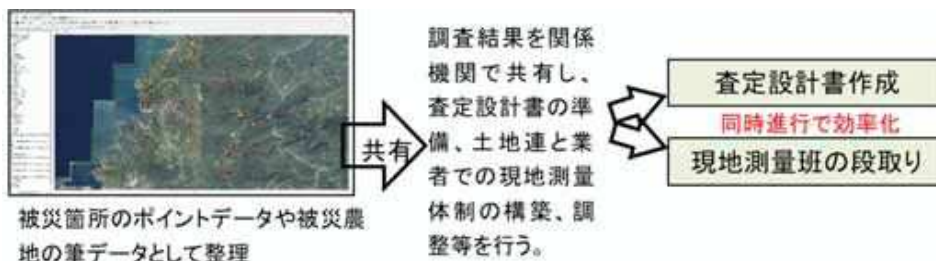 共有
被災箇所のポイントデータや被災農
地の筆データとして整理
調査結果を関係
機関で共有し、
査定設計書の準
備、土地連と業
者での現地測量
体制の構築、調
整等を行う。
査定設計書作成
同時進行で効率化
現地測量班の段取り